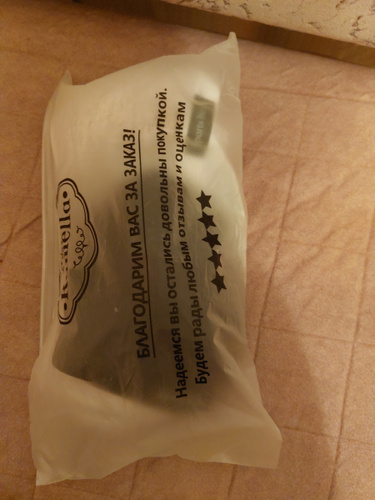 БЛАГОДАРИМ ВАС ЗА ЗАКАЗ!
Надеемся вы остались довольны покупкой.
Будем рады любым отзывам и оценкам